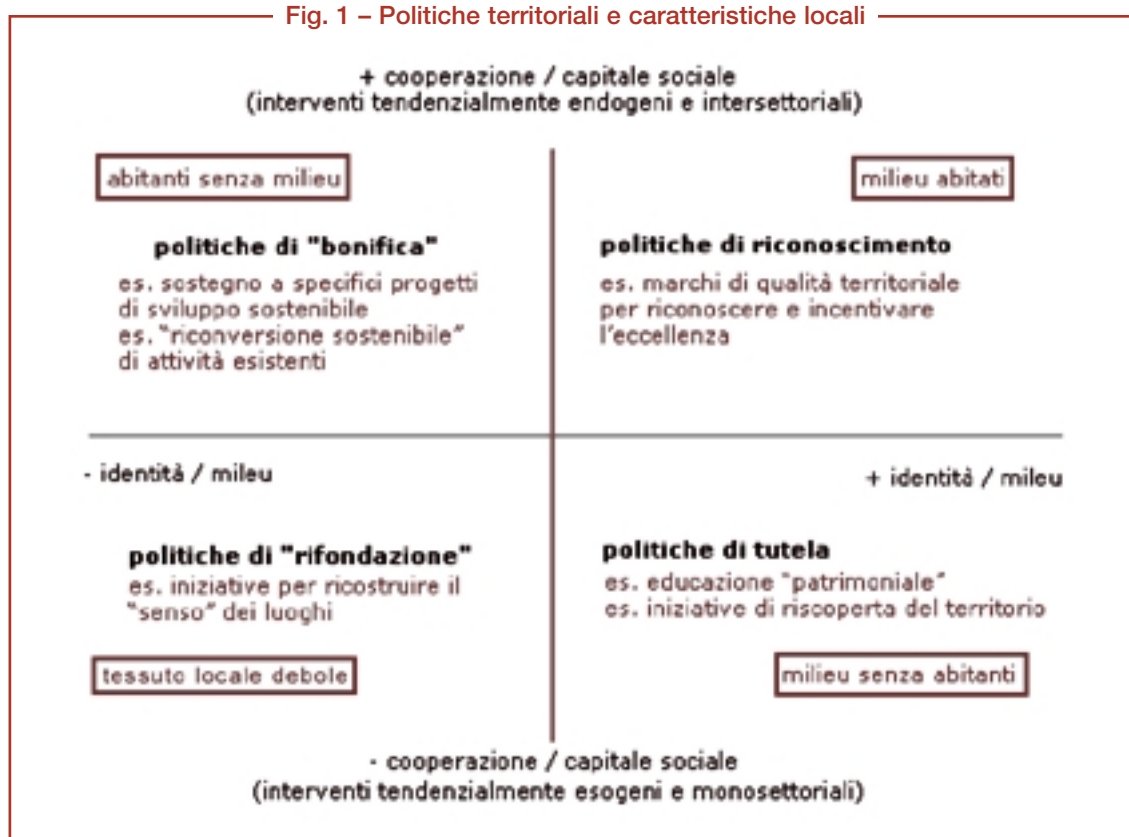 Fig. 1 – Politiche territoriali e caratteristiche locali
+ cooperazione / capitale sociale
(interventi tendenzialmente endogeni e intersettoriali)
abitanti senza milieu
milieu abitati
politiche di "bonifica"
es. sostegno a specifici progetti
di sviluppo sostenibile
es. "riconversione sostenibile"
di attività esistenti
politiche di riconoscimento
es. marchi di qualità territoriale
per riconoscere e incentivare
l'eccellenza
- identità / mileu
+ identità / mileu
politiche di "rifondazione"
es. iniziative per ricostruire il
"senso" dei luoghi
politiche di tutela
es. educazione "patrimoniale"
es. iniziative di riscoperta del territorio
tessuto locale debole
milieu senza abitanti
- cooperazione / capitale sociale
(interventi tendenzialmente esogeni e monosettoriali)